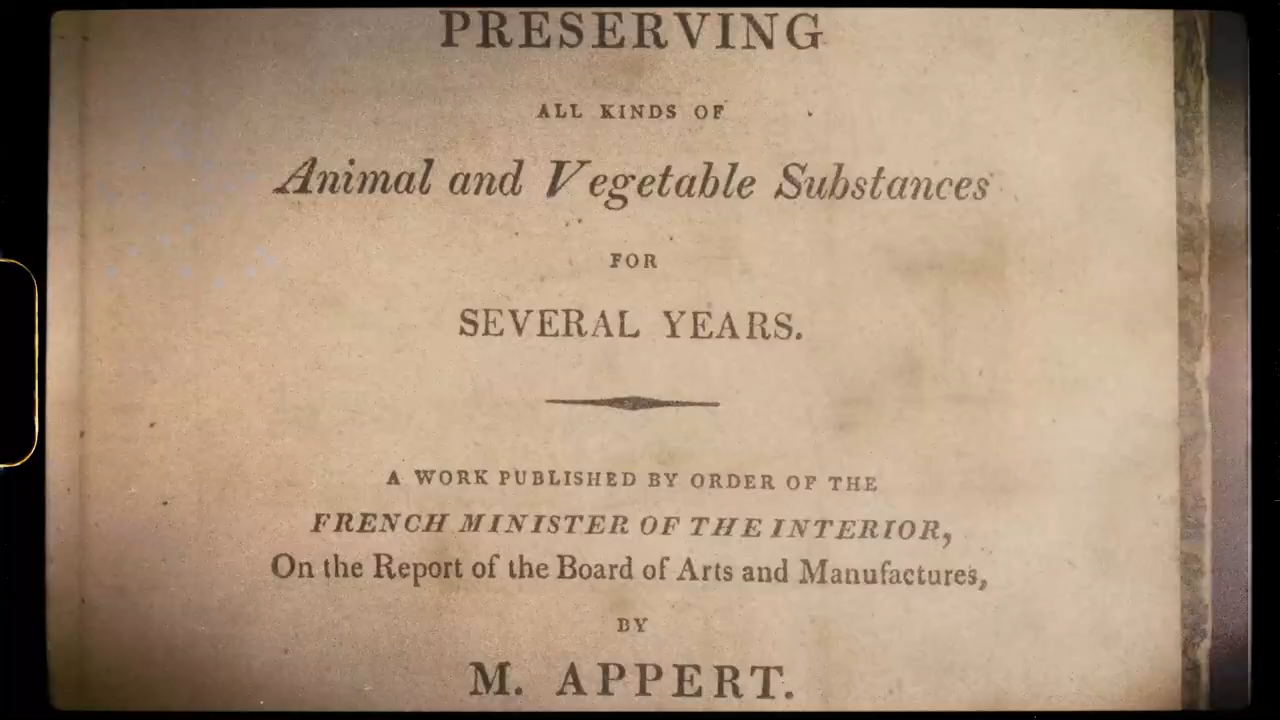 PRESERVING
ALL KINDS OF
Animal and Vegetable Substances
FOR
SEVERAL YEARS.
A WORK PUBLISHED BY ORDER OF THE
FRENCH MINISTER OF THE INTERIOR,
On the Report of the Board of Arts and Manufactures,
BY
M. APPERT.